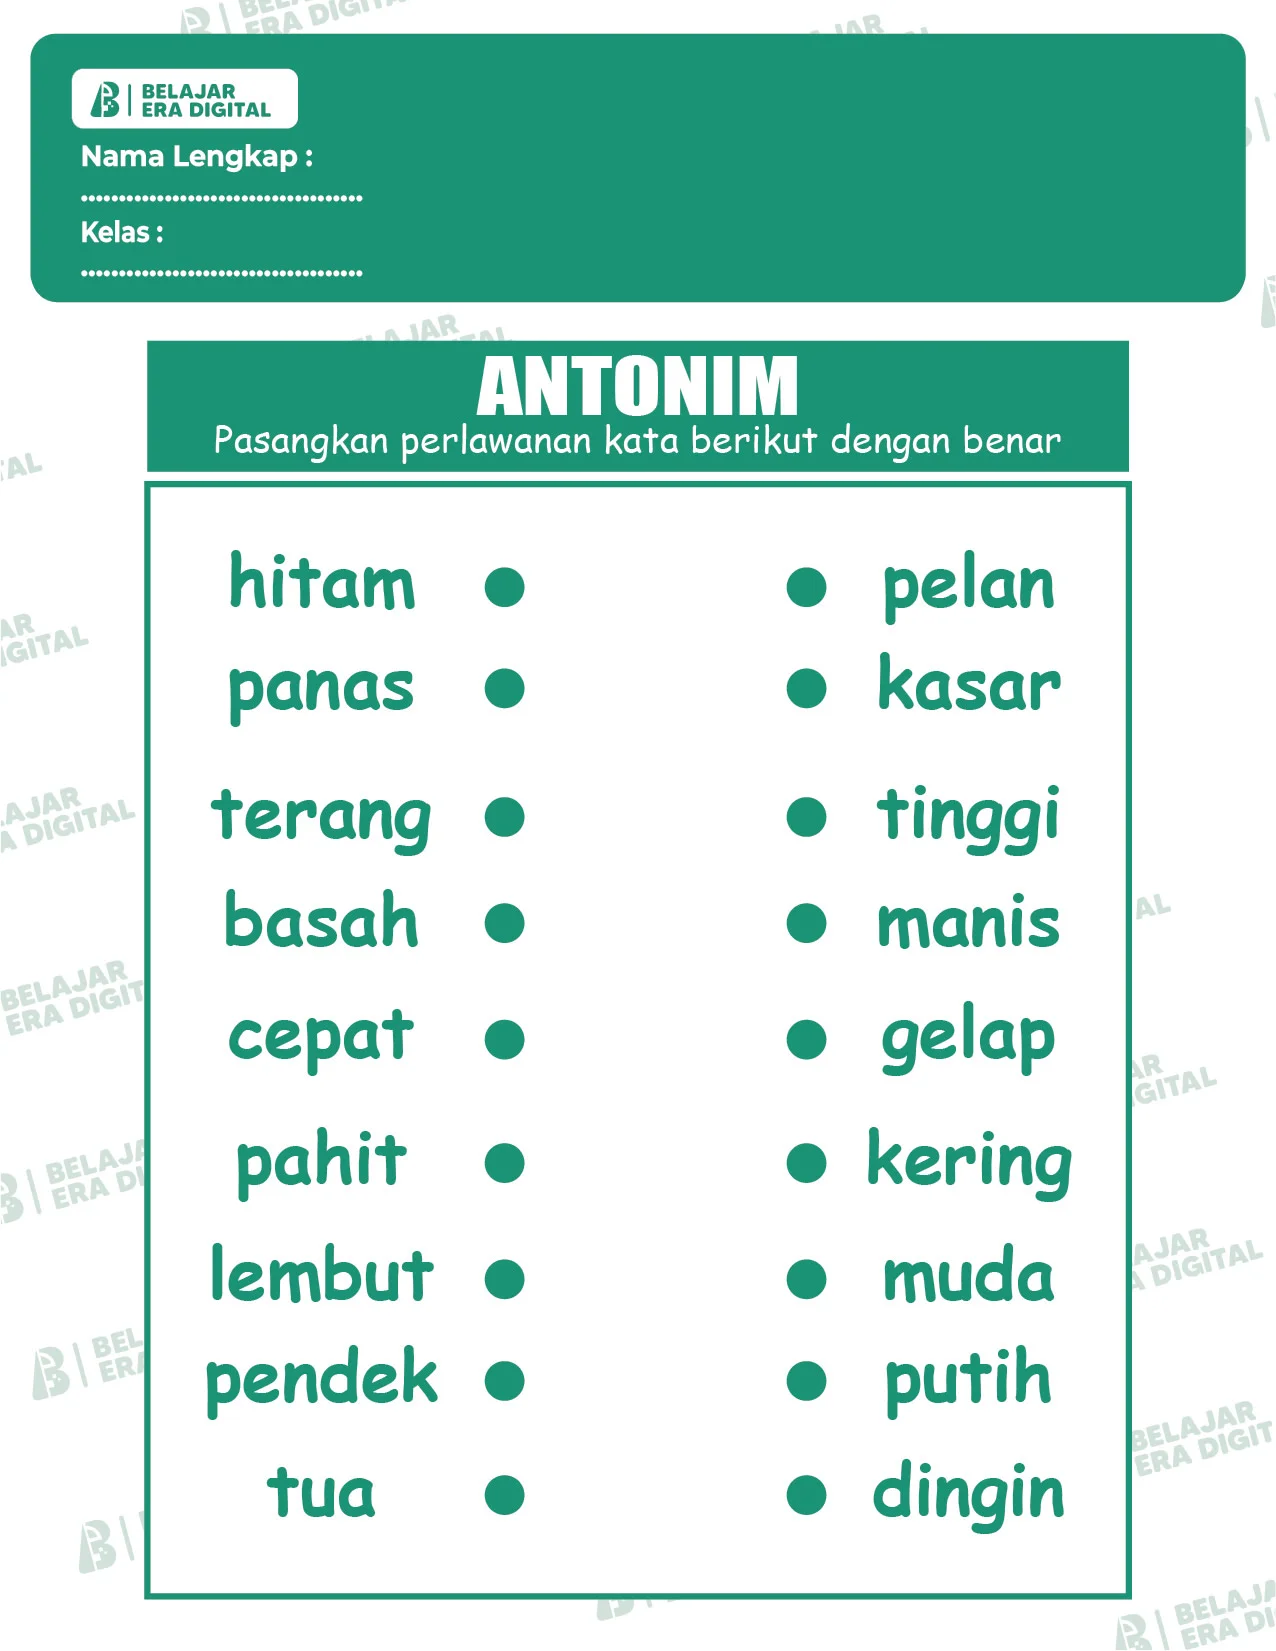 BELAJAR
ERA DIGITAL
Nama Lengkap :
.....................................
Kelas :
.....................................
ANTONIM
Pasangkan perlawanan kata berikut dengan benar
hitam pelan
panas kasar
terang tinggi
basah manis
cepat gelap
pahit kering
lembut muda
pendek putih
tua dingin